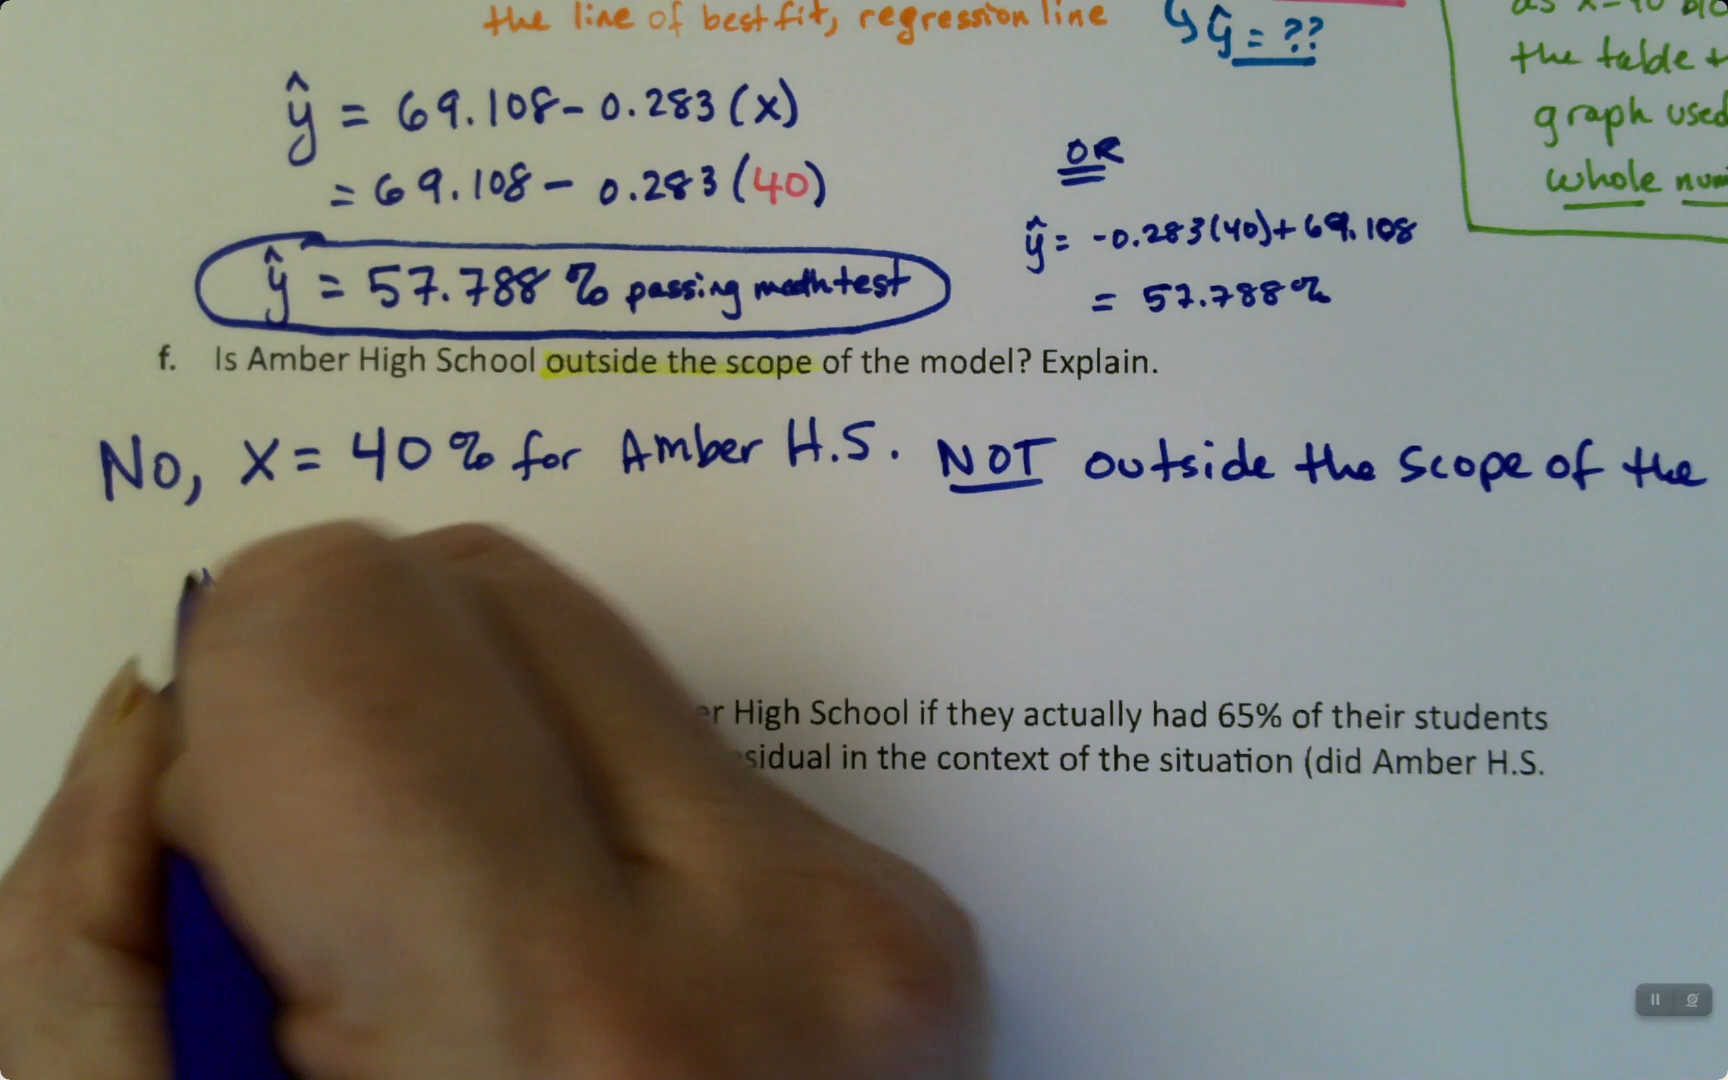 the line of best fit, regression line
ŷ = ??
as x=40
the table
graph used
whole
ŷ = 69.108 - 0.283 (x)
= 69.108 - 0.283 (40)
ŷ = 57.788 % passing math test
OR
ŷ = -0.283(40)+69.108
= 57.788%
f. Is Amber High School outside the scope of the model? Explain.
No, x = 40% for Amber H.S. NOT outside the scope of the
High School if they actually had 65% of their students
in the context of the situation (did Amber H.S.